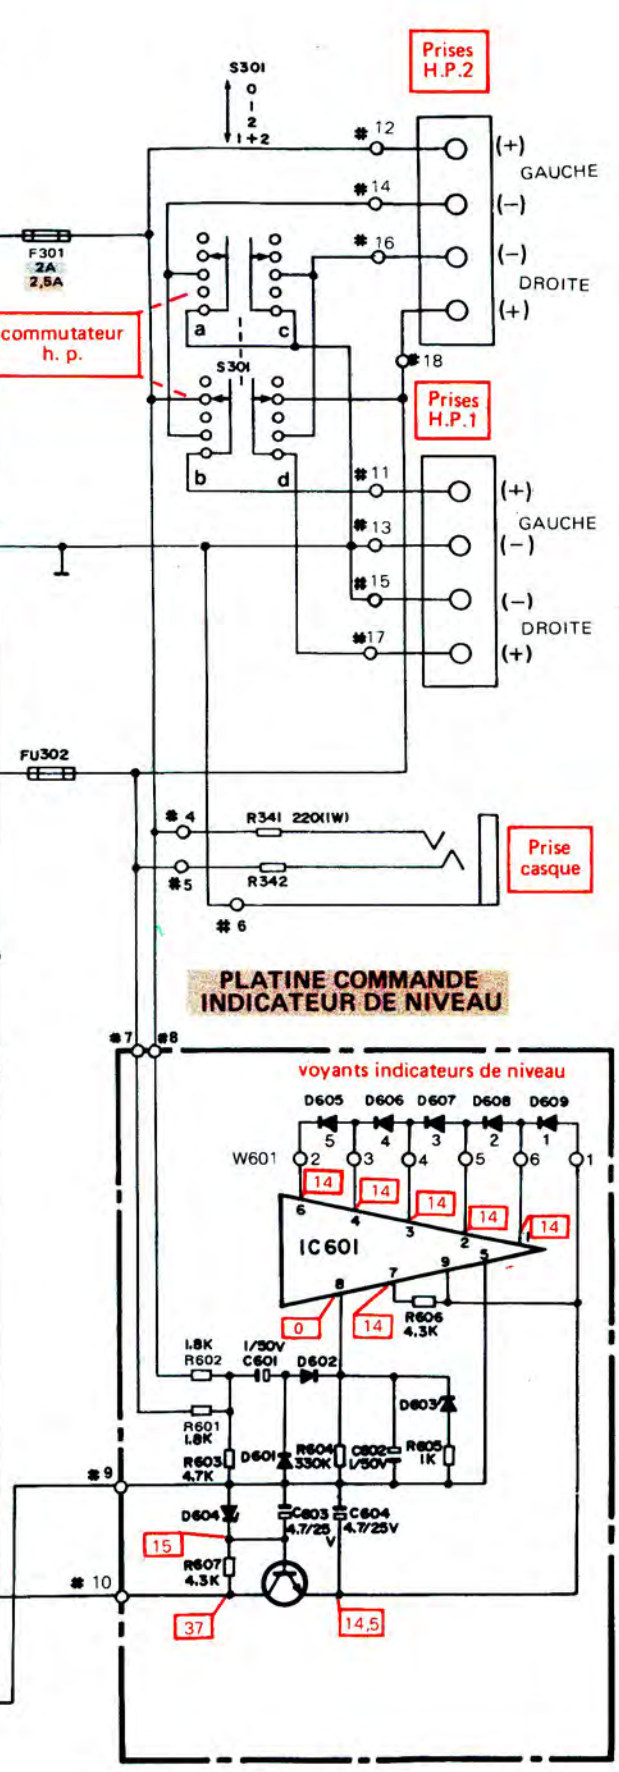 Prises
H.P.2
S301
0
1
2
1+2
# 12
(+)
GAUCHE
# 14
(-)
# 16
(-)
DROITE
(+)
F301
2A
2,5A
commutateur
h. p.
a
c
#18
S301
Prises
H.P.1
b
d
#11
(+)
GAUCHE
#13
(-)
#15
(-)
DROITE
#17
(+)
FU302
# 4
R341 220(1W)
Prise
casque
#5
R342
# 6
PLATINE COMMANDE
INDICATEUR DE NIVEAU
#7
#8
voyants indicateurs de niveau
D605 D606 D607 D608 D609
5 4 3 2 1
W601 2 3 4 5 6 1
14 14 14 14 14
6 4 3 2 1
IC601
5
9
7
8
0
14
R606
4.3K
1.8K
R602
1/50V
C601
D602
D603
R601
1.8K
R603
4.7K
D601
R604
330K
C602
1/50V
R605
1K
# 9
D604
C603
4.7/25
V
C604
4.7/25V
15
R607
4.3K
# 10
37
14,5